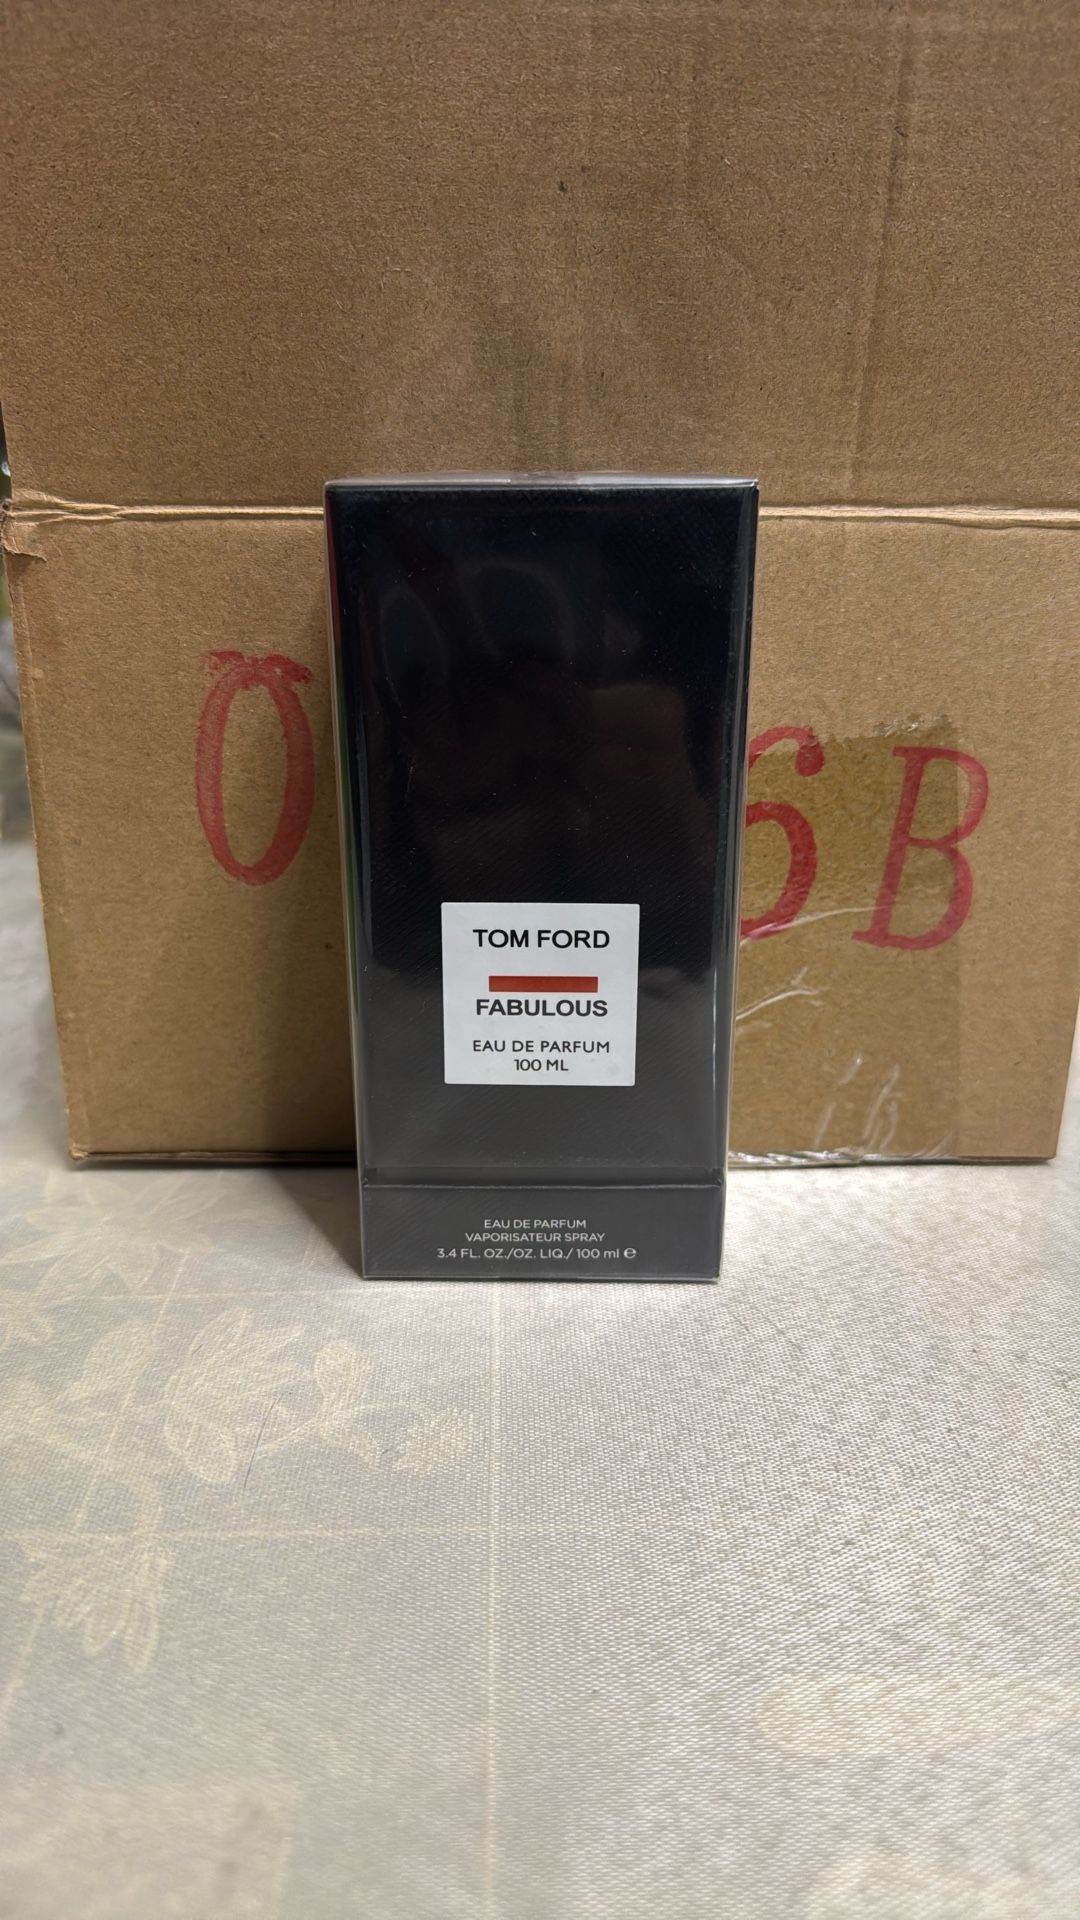 O 6 B
TOM FORD
FABULOUS
EAU DE PARFUM
100 ML
EAU DE PARFUM
VAPORISATEUR SPRAY
3.4 FL. OZ./OZ. LIQ./ 100 ml ℮